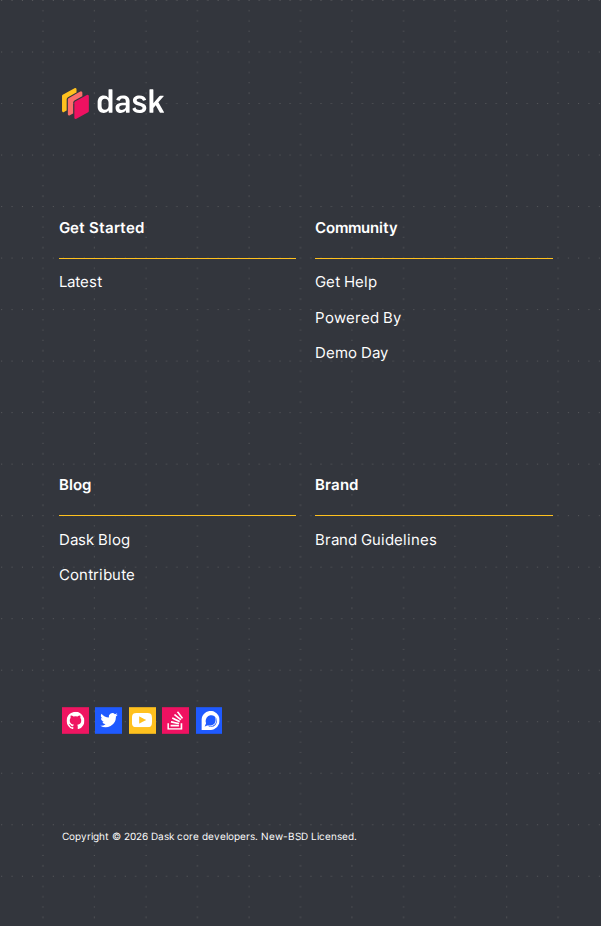 dask
Get Started
Latest
Community
Get Help
Powered By
Demo Day
Blog
Dask Blog
Contribute
Brand
Brand Guidelines
Copyright © 2026 Dask core developers. New-BSD Licensed.